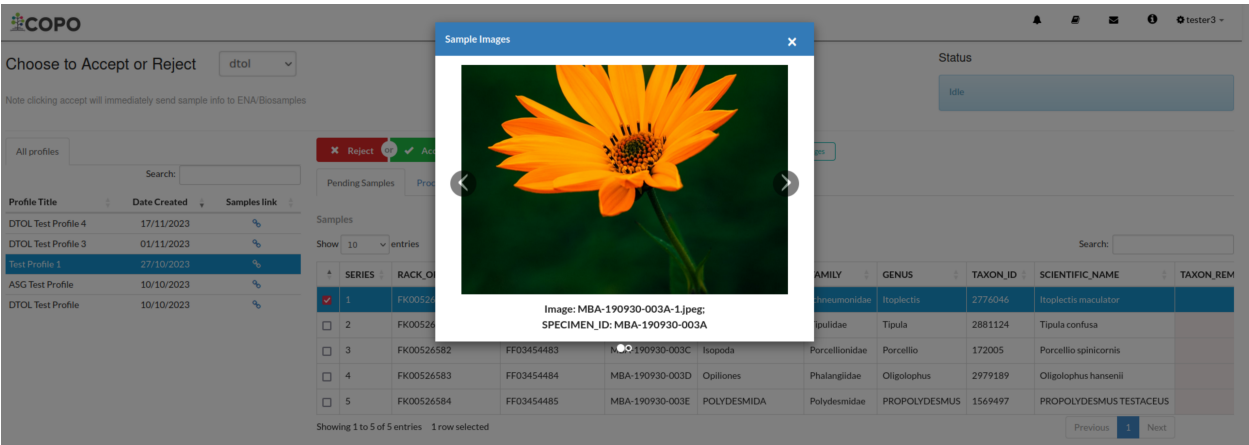 COPO
tester3
Sample Images
×
Choose to Accept or Reject
dtol
Status
Note clicking accept will immediately send sample info to ENA/Biosamples
Idle
All profiles
Reject or
Search:
Pending Samples
Profile Title Date Created Samples link
Samples
DTOL Test Profile 4 17/11/2023
DTOL Test Profile 3 01/11/2023
Show 10 entries
Search:
Test Profile 1 27/10/2023
SERIES
GENUS TAXON_ID SCIENTIFIC_NAME
ASG Test Profile 10/10/2023
DTOL Test Profile 10/10/2023
1 Itoplectis 2776046 Itoplectis maculator
Image: MBA-190930-003A-1.jpeg;
SPECIMEN_ID: MBA-190930-003A
2 Tipula 2881124 Tipula confusa
3 FK00526582 FF03454483 MBA-190930-003C Isopoda Porcellionidae Porcellio 172005 Porcellio spinicornis
4 FK00526583 FF03454484 MBA-190930-003D Opiliones Phalangiidae Oligolophus 2979189 Oligolophus hansenii
5 FK00526584 FF03454485 MBA-190930-003E POLYDESMIDA Polydesmidae PROPOLYDESMUS 1569497 PROPOLYDESMUS TESTACEUS
Showing 1 to 5 of 5 entries 1 row selected
Previous 1 Next